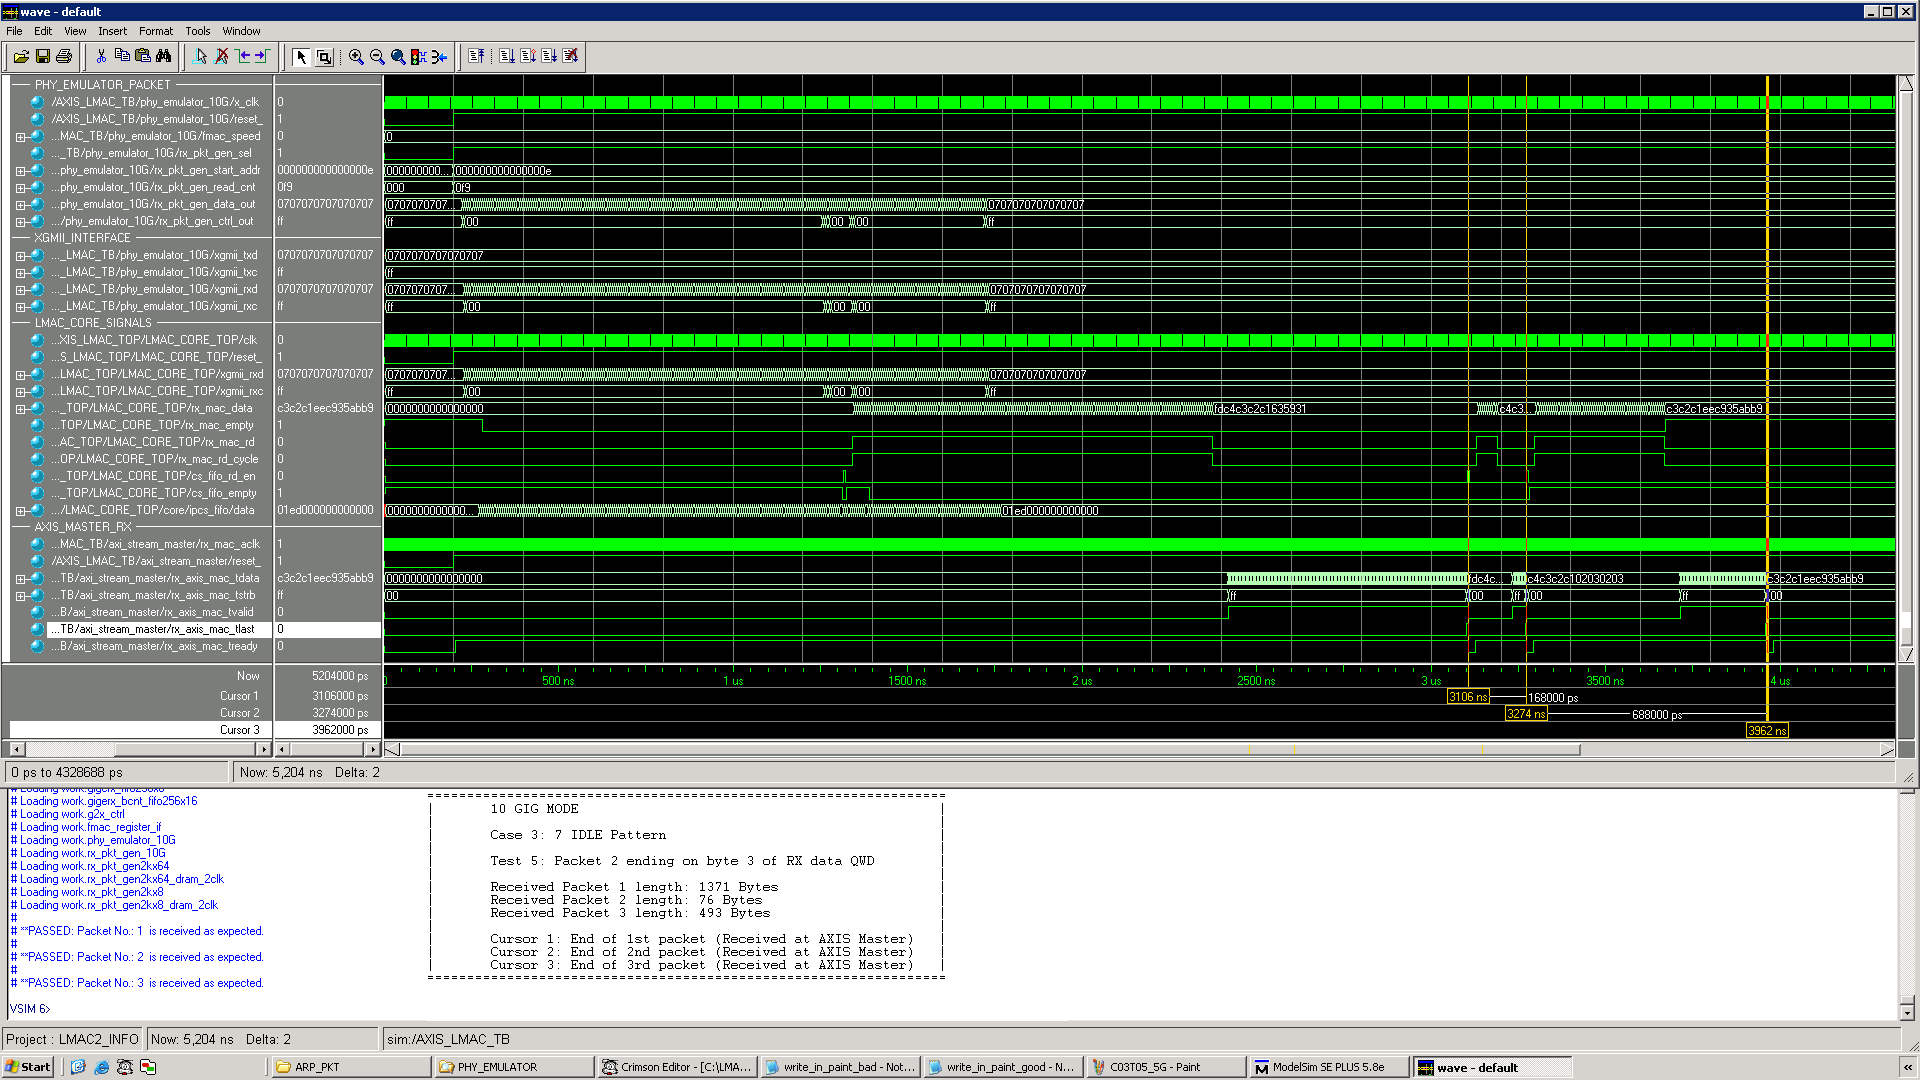 wave - default
File Edit View Insert Format Tools Window
PHY_EMULATOR_PACKET
/AXIS_LMAC_TB/phy_emulator_10G/x_clk 0
/AXIS_LMAC_TB/phy_emulator_10G/reset_ 1
...MAC_TB/phy_emulator_10G/fmac_speed 0 0
..._TB/phy_emulator_10G/rx_pkt_gen_sel 1
...phy_emulator_10G/rx_pkt_gen_start_addr 000000000000000e 000000000... 000000000000000e
...phy_emulator_10G/rx_pkt_gen_read_cnt 0f9 000 0f9
...phy_emulator_10G/rx_pkt_gen_data_out 0707070707070707 0707070707... 0707070707070707
.../phy_emulator_10G/rx_pkt_gen_ctrl_out ff ff 00 00 00 ff
XGMII_INTERFACE
..._LMAC_TB/phy_emulator_10G/xgmii_txd 0707070707070707 0707070707070707
..._LMAC_TB/phy_emulator_10G/xgmii_txc ff ff
..._LMAC_TB/phy_emulator_10G/xgmii_rxd 0707070707070707 0707070707... 0707070707070707
..._LMAC_TB/phy_emulator_10G/xgmii_rxc ff ff 00 00 00 ff
LMAC_CORE_SIGNALS
...XIS_LMAC_TOP/LMAC_CORE_TOP/clk 0
...S_LMAC_TOP/LMAC_CORE_TOP/reset_ 1
...LMAC_TOP/LMAC_CORE_TOP/xgmii_rxd 0707070707070707 0707070707... 0707070707070707
...LMAC_TOP/LMAC_CORE_TOP/xgmii_rxc ff ff 00 00 00 ff
..._TOP/LMAC_CORE_TOP/rx_mac_data c3c2c1eec935abb9 0000000000000000 fdc4c3c2c1635931 c4c3... c3c2c1eec935abb9
...TOP/LMAC_CORE_TOP/rx_mac_empty 1
...AC_TOP/LMAC_CORE_TOP/rx_mac_rd 0
...OP/LMAC_CORE_TOP/rx_mac_rd_cycle 0
..._TOP/LMAC_CORE_TOP/cs_fifo_rd_en 0
..._TOP/LMAC_CORE_TOP/cs_fifo_empty 1
.../LMAC_CORE_TOP/core/ipcs_fifo/data 01ed000000000000 0000000000000... 01ed000000000000
AXIS_MASTER_RX
...MAC_TB/axi_stream_master/rx_mac_aclk 1
/AXIS_LMAC_TB/axi_stream_master/reset_ 1
...TB/axi_stream_master/rx_axis_mac_tdata c3c2c1eec935abb9 0000000000000000 fdc4c... c4c3c2c102030203 c3c2c1eec935abb9
...TB/axi_stream_master/rx_axis_mac_tstrb ff 00 ff 00 ff 00 ff 00
...B/axi_stream_master/rx_axis_mac_tvalid 0
...TB/axi_stream_master/rx_axis_mac_tlast 0
...B/axi_stream_master/rx_axis_mac_tready 0
Now 5204000 ps 0 500 ns 1 us 1500 ns 2 us 2500 ns 3 us 3500 ns 4 us
Cursor 1 3106000 ps 3106 ns 168000 ps
Cursor 2 3274000 ps 3274 ns 688000 ps
Cursor 3 3962000 ps 3962 ns
0 ps to 4328688 ps Now: 5,204 ns Delta: 2
# Loading work.gigerx_bcnt_fifo256x16
# Loading work.g2x_ctrl
# Loading work.fmac_register_if
# Loading work.phy_emulator_10G
# Loading work.rx_pkt_gen_10G
# Loading work.rx_pkt_gen2kx64
# Loading work.rx_pkt_gen2kx64_dram_2clk
# Loading work.rx_pkt_gen2kx8
# Loading work.rx_pkt_gen2kx8_dram_2clk
#
# **PASSED: Packet No.: 1 is received as expected.
#
# **PASSED: Packet No.: 2 is received as expected.
#
# **PASSED: Packet No.: 3 is received as expected.
VSIM 6>
10 GIG MODE
Case 3: 7 IDLE Pattern
Test 5: Packet 2 ending on byte 3 of RX data QWD
Received Packet 1 length: 1371 Bytes
Received Packet 2 length: 76 Bytes
Received Packet 3 length: 493 Bytes
Cursor 1: End of 1st packet (Received at AXIS Master)
Cursor 2: End of 2nd packet (Received at AXIS Master)
Cursor 3: End of 3rd packet (Received at AXIS Master)
Project : LMAC2_INFO Now: 5,204 ns Delta: 2 sim:/AXIS_LMAC_TB
Start ARP_PKT PHY_EMULATOR Crimson Editor - [C:\LMA... write_in_paint_bad - Not... write_in_paint_good - N... C03T05_5G - Paint ModelSim SE PLUS 5.8e wave - default